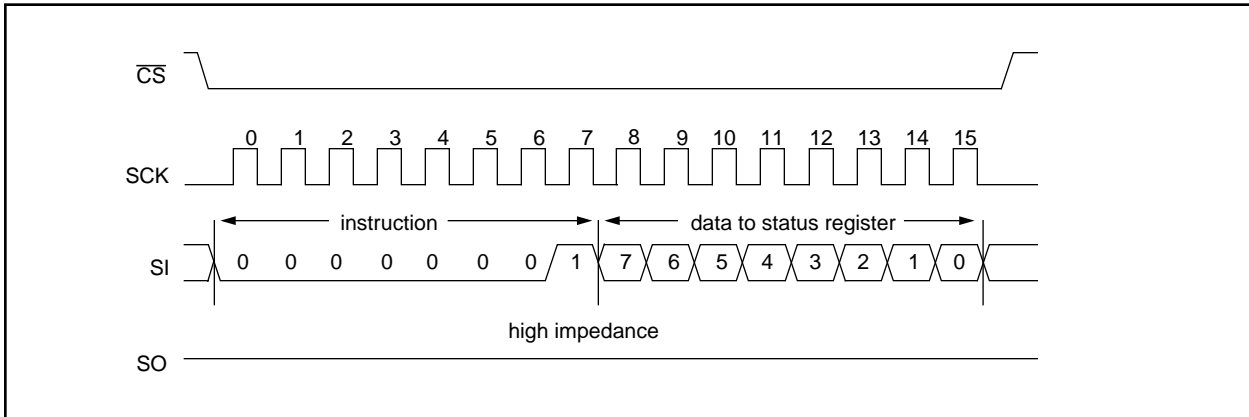 CS
0 1 2 3 4 5 6 7 8 9 10 11 12 13 14 15
SCK
instruction data to status register
SI 0 0 0 0 0 0 0 1 7 6 5 4 3 2 1 0
high impedance
SO